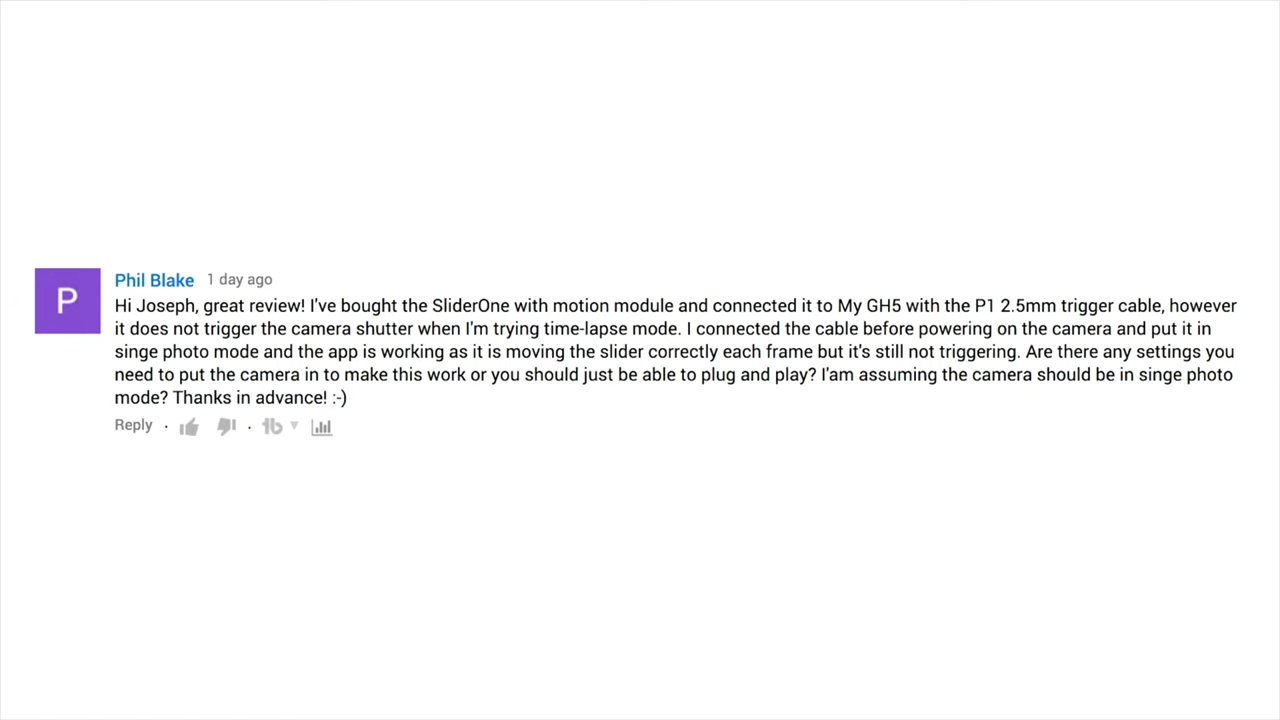 P
Phil Blake 1 day ago
Hi Joseph, great review! I've bought the SliderOne with motion module and connected it to My GH5 with the P1 2.5mm trigger cable, however
it does not trigger the camera shutter when I'm trying time-lapse mode. I connected the cable before powering on the camera and put it in
singe photo mode and the app is working as it is moving the slider correctly each frame but it's still not triggering. Are there any settings you
need to put the camera in to make this work or you should just be able to plug and play? I'am assuming the camera should be in singe photo
mode? Thanks in advance! :-)
Reply · · tb